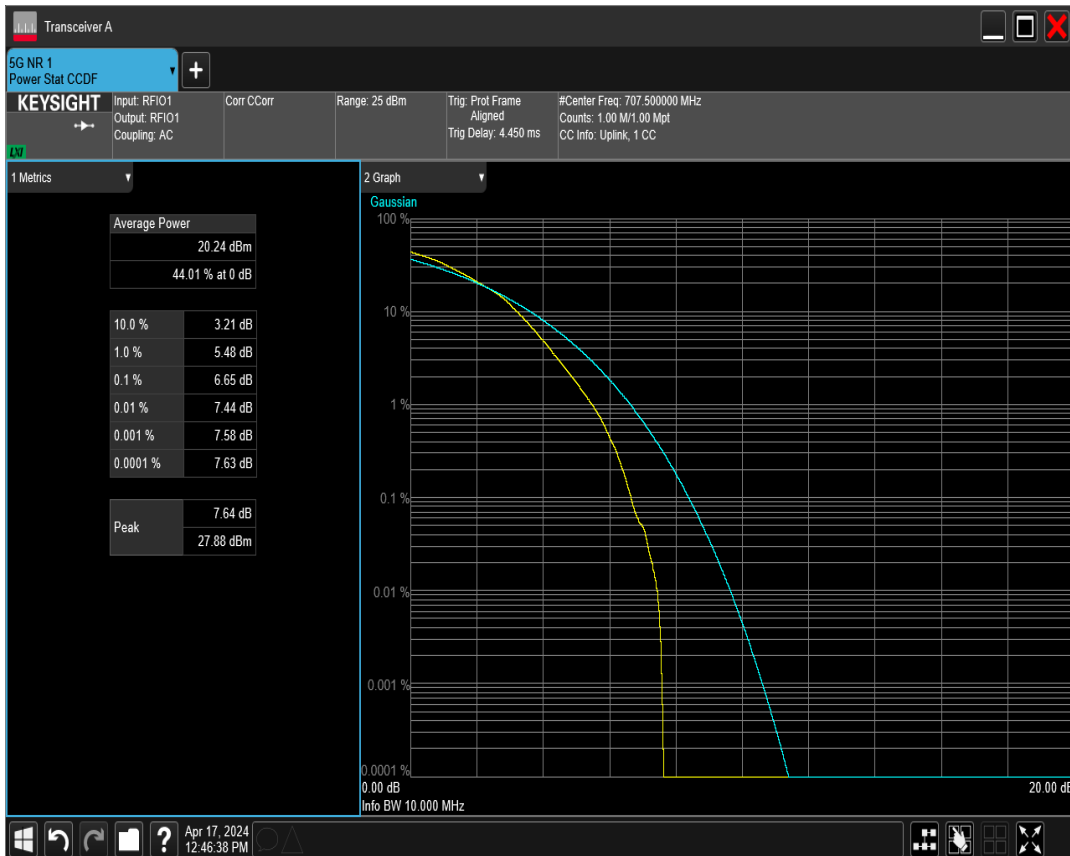 Transceiver A
5G NR 1
Power Stat CCDF
+
KEYSIGHT
LXI
Input: RFIO1
Output: RFIO1
Coupling: AC
Corr CCorr
Range: 25 dBm
Trig: Prot Frame
Aligned
Trig Delay: 4.450 ms
#Center Freq: 707.500000 MHz
Counts: 1.00 M/1.00 Mpt
CC Info: Uplink, 1 CC
1 Metrics
Average Power
20.24 dBm
44.01 % at 0 dB
10.0 % 3.21 dB
1.0 % 5.48 dB
0.1 % 6.65 dB
0.01 % 7.44 dB
0.001 % 7.58 dB
0.0001 % 7.63 dB
Peak
7.64 dB
27.88 dBm
2 Graph
Gaussian
100 %
10 %
1 %
0.1 %
0.01 %
0.001 %
0.0001 %
0.00 dB 20.00 dB
Info BW 10.000 MHz
?
Apr 17, 2024
12:46:38 PM